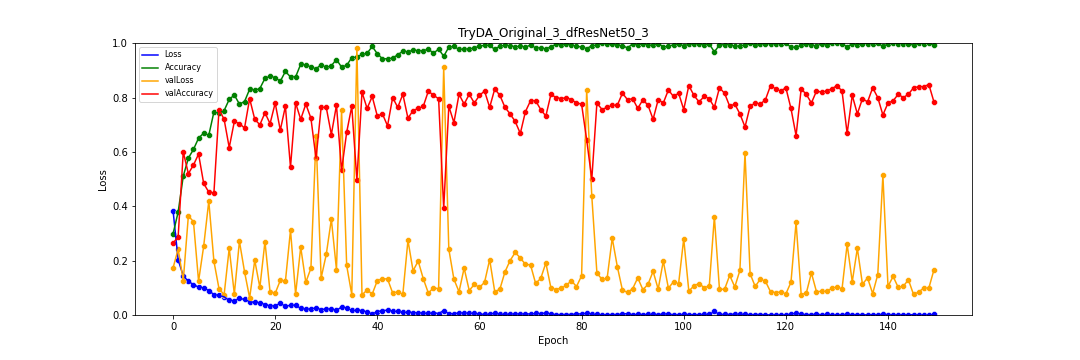 TryDA_Original_3_dfResNet50_3
Loss
Accuracy
valLoss
valAccuracy
Loss
1.0
0.8
0.6
0.4
0.2
0.0
0 20 40 60 80 100 120 140
Epoch